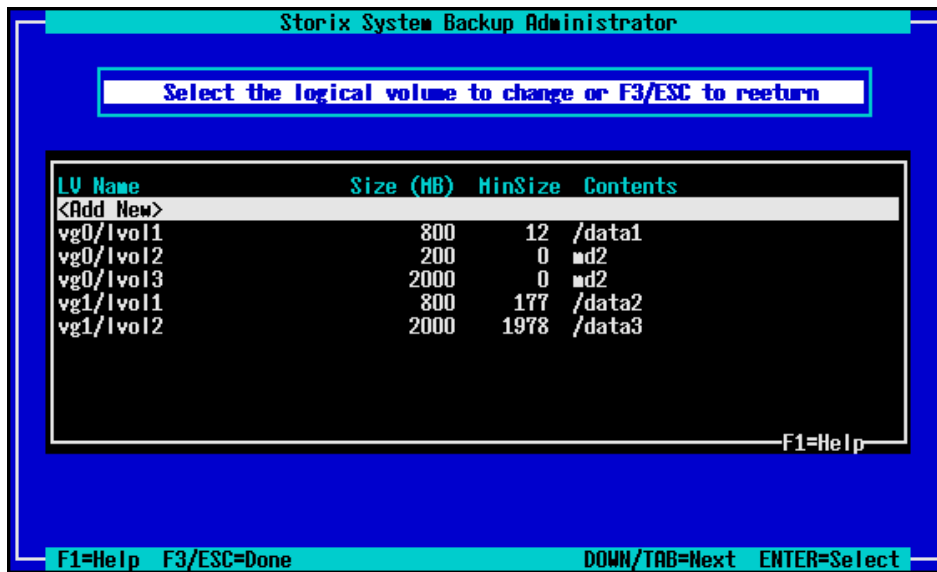 Storix System Backup Administrator
Select the logical volume to change or F3/ESC to reeturn
LV Name Size (MB) MinSize Contents
<Add New>
vg0/lvol1 800 12 /data1
vg0/lvol2 200 0 md2
vg0/lvol3 2000 0 md2
vg1/lvol1 800 177 /data2
vg1/lvol2 2000 1978 /data3
F1=Help
F1=Help F3/ESC=Done DOWN/TAB=Next ENTER=Select